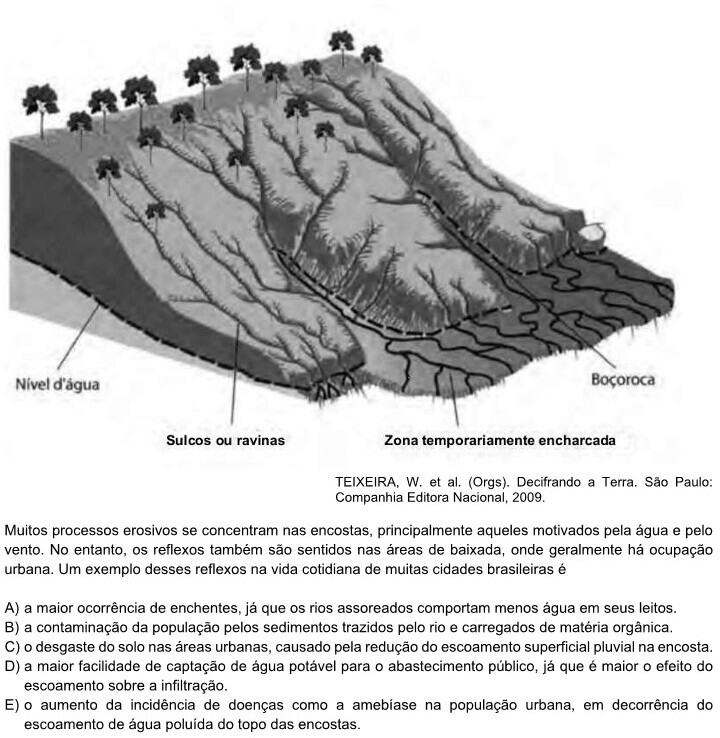 Nível d'água
Boçoroca
Sulcos ou ravinas
Zona temporariamente encharcada
TEIXEIRA, W. et al. (Orgs). Decifrando a Terra. São Paulo:
Companhia Editora Nacional, 2009.
Muitos processos erosivos se concentram nas encostas, principalmente aqueles motivados pela água e pelo
vento. No entanto, os reflexos também são sentidos nas áreas de baixada, onde geralmente há ocupação
urbana. Um exemplo desses reflexos na vida cotidiana de muitas cidades brasileiras é
A) a maior ocorrência de enchentes, já que os rios assoreados comportam menos água em seus leitos.
B) a contaminação da população pelos sedimentos trazidos pelo rio e carregados de matéria orgânica.
C) o desgaste do solo nas áreas urbanas, causado pela redução do escoamento superficial pluvial na encosta.
D) a maior facilidade de captação de água potável para o abastecimento público, já que é maior o efeito do
escoamento sobre a infiltração.
E) o aumento da incidência de doenças como a amebíase na população urbana, em decorrência do
escoamento de água poluída do topo das encostas.